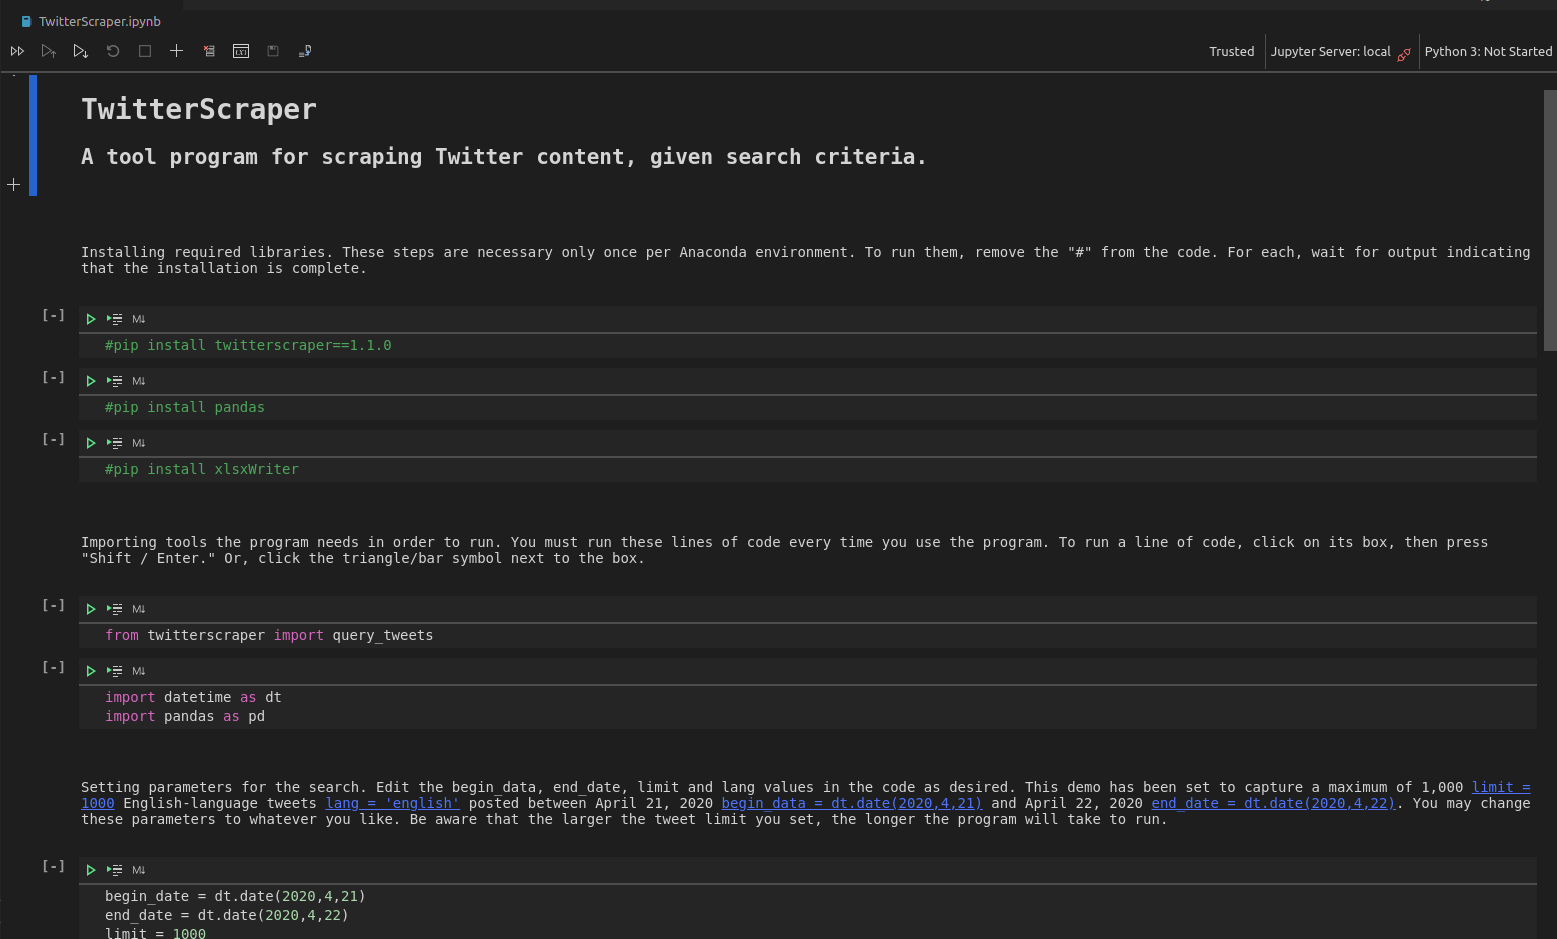 TwitterScraper.ipynb
Trusted
Jupyter Server: local
Python 3: Not Started
TwitterScraper
A tool program for scraping Twitter content, given search criteria.
Installing required libraries. These steps are necessary only once per Anaconda environment. To run them, remove the "#" from the code. For each, wait for output indicating
that the installation is complete.
[-]
M↓
#pip install twitterscraper==1.1.0
[-]
M↓
#pip install pandas
[-]
M↓
#pip install xlsxWriter
Importing tools the program needs in order to run. You must run these lines of code every time you use the program. To run a line of code, click on its box, then press
"Shift / Enter." Or, click the triangle/bar symbol next to the box.
[-]
M↓
from twitterscraper import query_tweets
[-]
M↓
import datetime as dt
import pandas as pd
Setting parameters for the search. Edit the begin_data, end_date, limit and lang values in the code as desired. This demo has been set to capture a maximum of 1,000 limit =
1000 English-language tweets lang = 'english' posted between April 21, 2020 begin_data = dt.date(2020,4,21) and April 22, 2020 end_date = dt.date(2020,4,22). You may change
these parameters to whatever you like. Be aware that the larger the tweet limit you set, the longer the program will take to run.
[-]
M↓
begin_date = dt.date(2020,4,21)
end_date = dt.date(2020,4,22)
limit = 1000